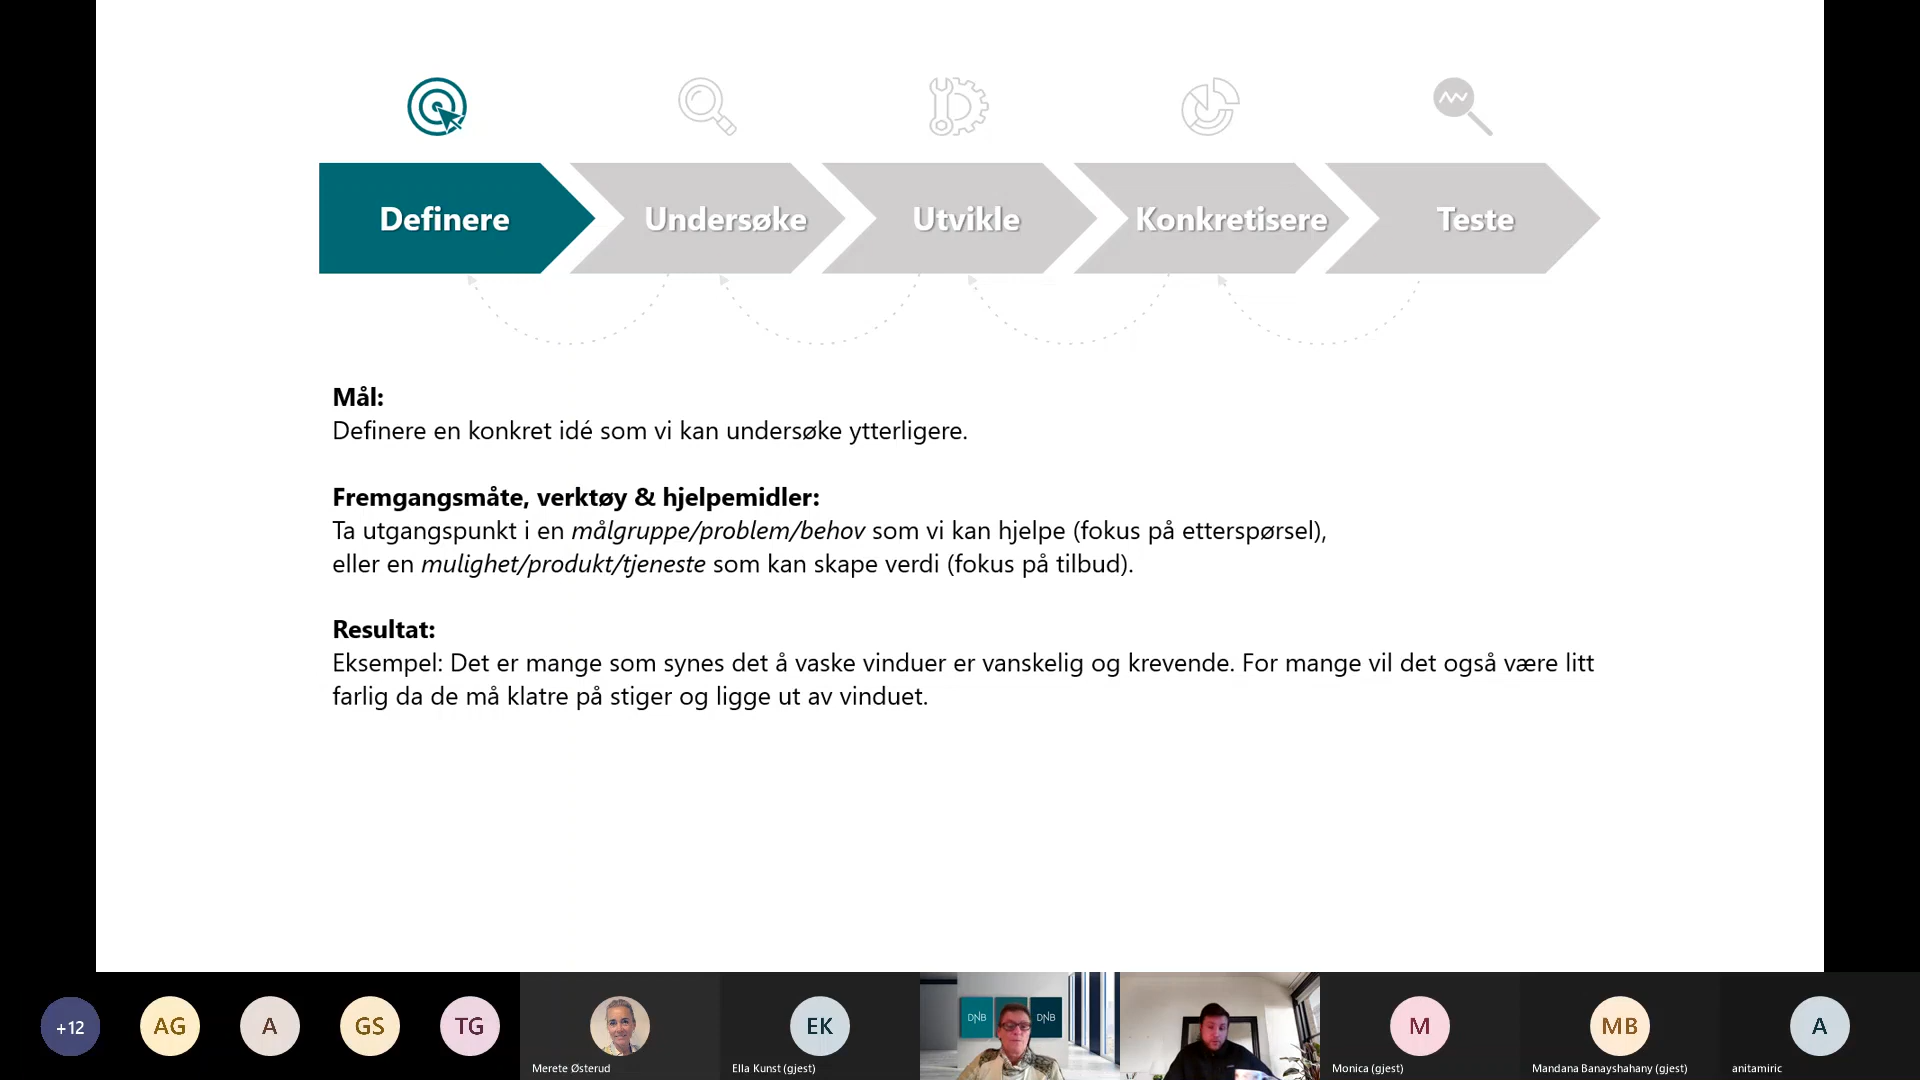 Definere
Undersøke
Utvikle
Konkretisere
Teste
Mål:
Definere en konkret idé som vi kan undersøke ytterligere.
Fremgangsmåte, verktøy & hjelpemidler:
Ta utgangspunkt i en målgruppe/problem/behov som vi kan hjelpe (fokus på etterspørsel),
eller en mulighet/produkt/tjeneste som kan skape verdi (fokus på tilbud).
Resultat:
Eksempel: Det er mange som synes det å vaske vinduer er vanskelig og krevende. For mange vil det også være litt
farlig da de må klatre på stiger og ligge ut av vinduet.
+12
AG
A
GS
TG
Merete Østerud
EK
Ella Kunst (gjest)
DNB
DNB
M
Monica (gjest)
MB
Mandana Banayshahany (gjest)
A
anitamiric